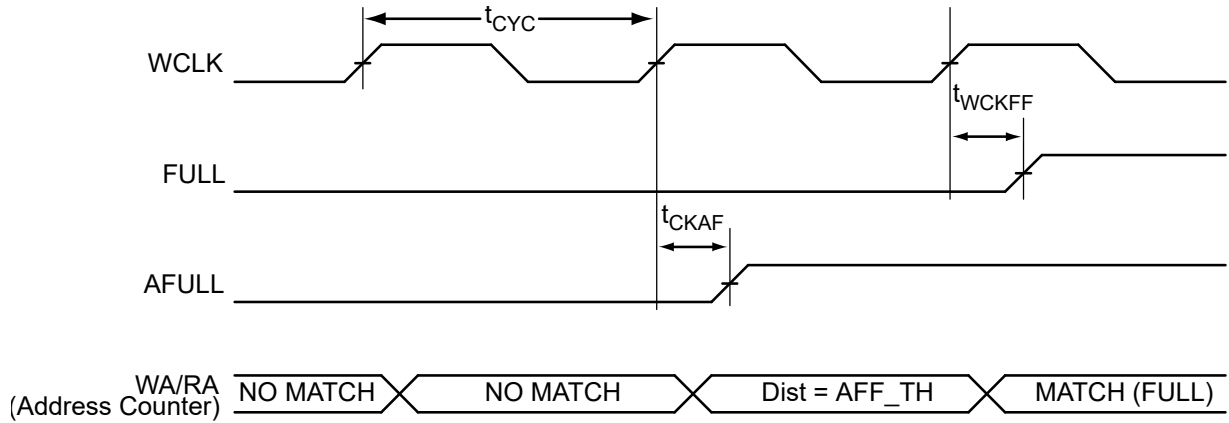 tCYC
WCLK
tWCKFF
FULL
tCKAF
AFULL
WA/RA
(Address Counter)
NO MATCH
NO MATCH
Dist = AFF_TH
MATCH (FULL)